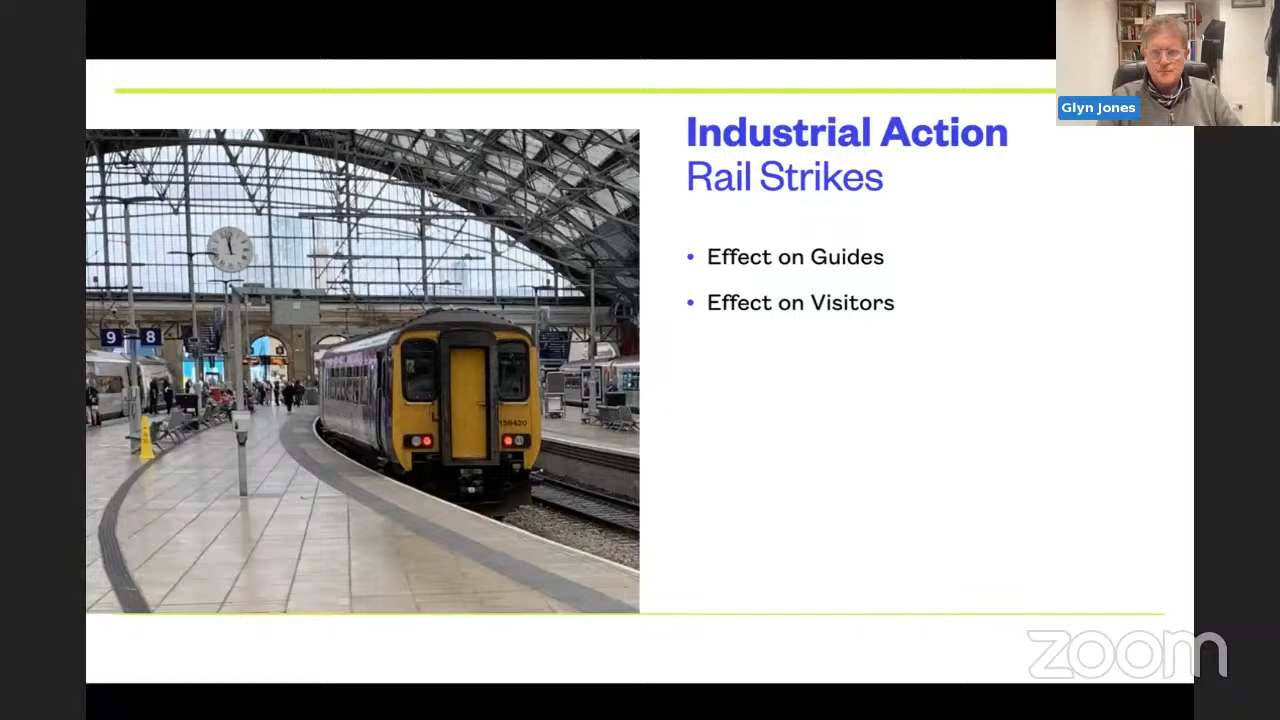 Glyn Jones
Industrial Action
Rail Strikes
• Effect on Guides
• Effect on Visitors
9 8
156420
zoom